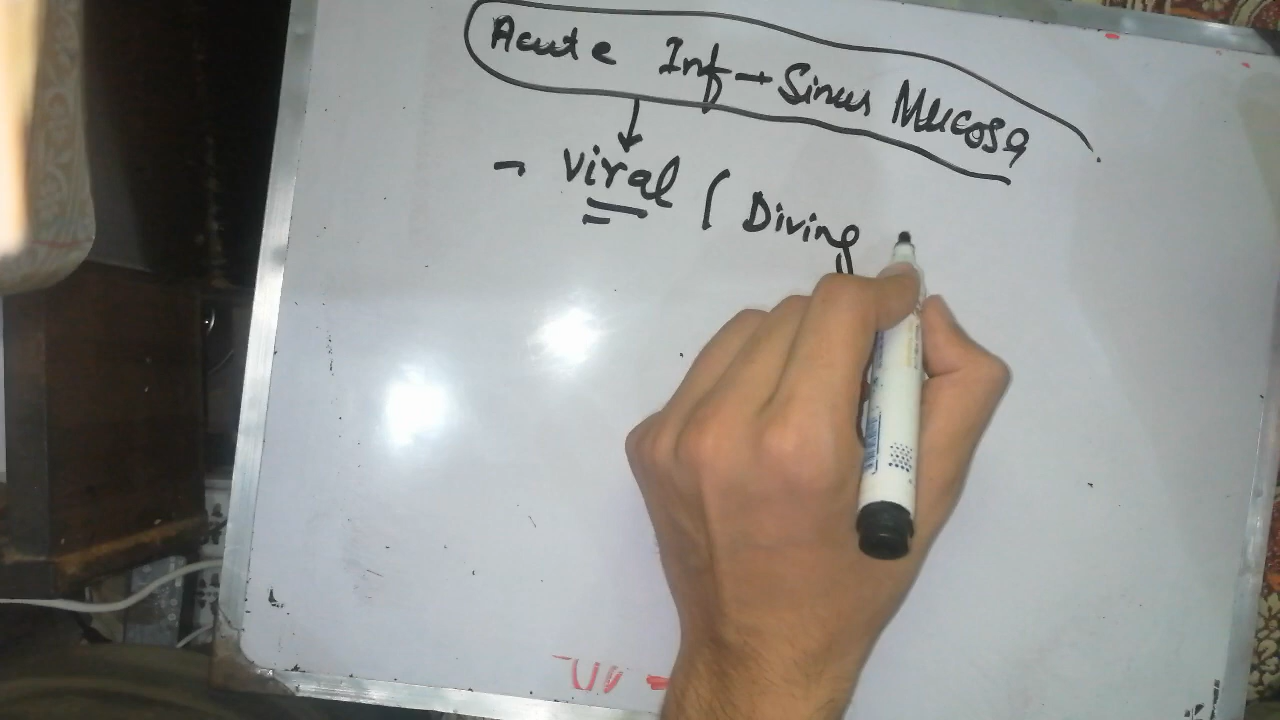 Acute Inf → Sinus Mucosa
- Viral ( Diving